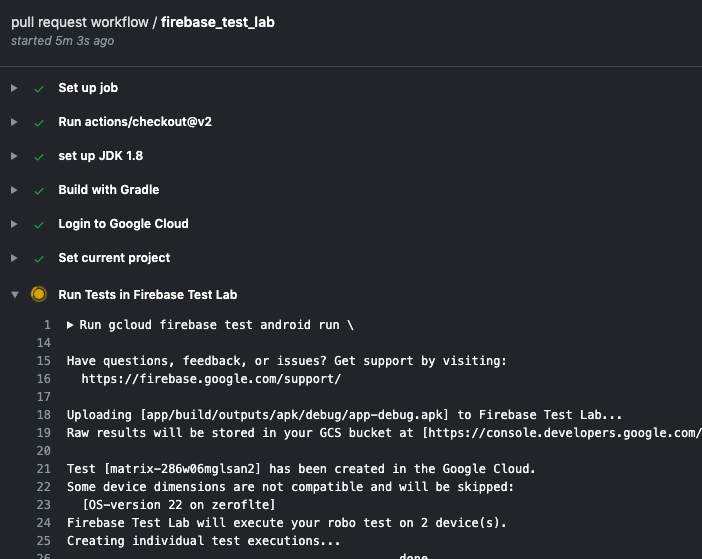 pull request workflow / firebase_test_lab
started 5m 3s ago
Set up job
Run actions/checkout@v2
set up JDK 1.8
Build with Gradle
Login to Google Cloud
Set current project
Run Tests in Firebase Test Lab
1 Run gcloud firebase test android run \
14
15 Have questions, feedback, or issues? Get support by visiting:
16 https://firebase.google.com/support/
17
18 Uploading [app/build/outputs/apk/debug/app-debug.apk] to Firebase Test Lab...
19 Raw results will be stored in your GCS bucket at [https://console.developers.google.com/
20
21 Test [matrix-286w06mglsan2] has been created in the Google Cloud.
22 Some device dimensions are not compatible and will be skipped:
23 [OS-version 22 on zeroflte]
24 Firebase Test Lab will execute your robo test on 2 device(s).
25 Creating individual test executions...
26 done